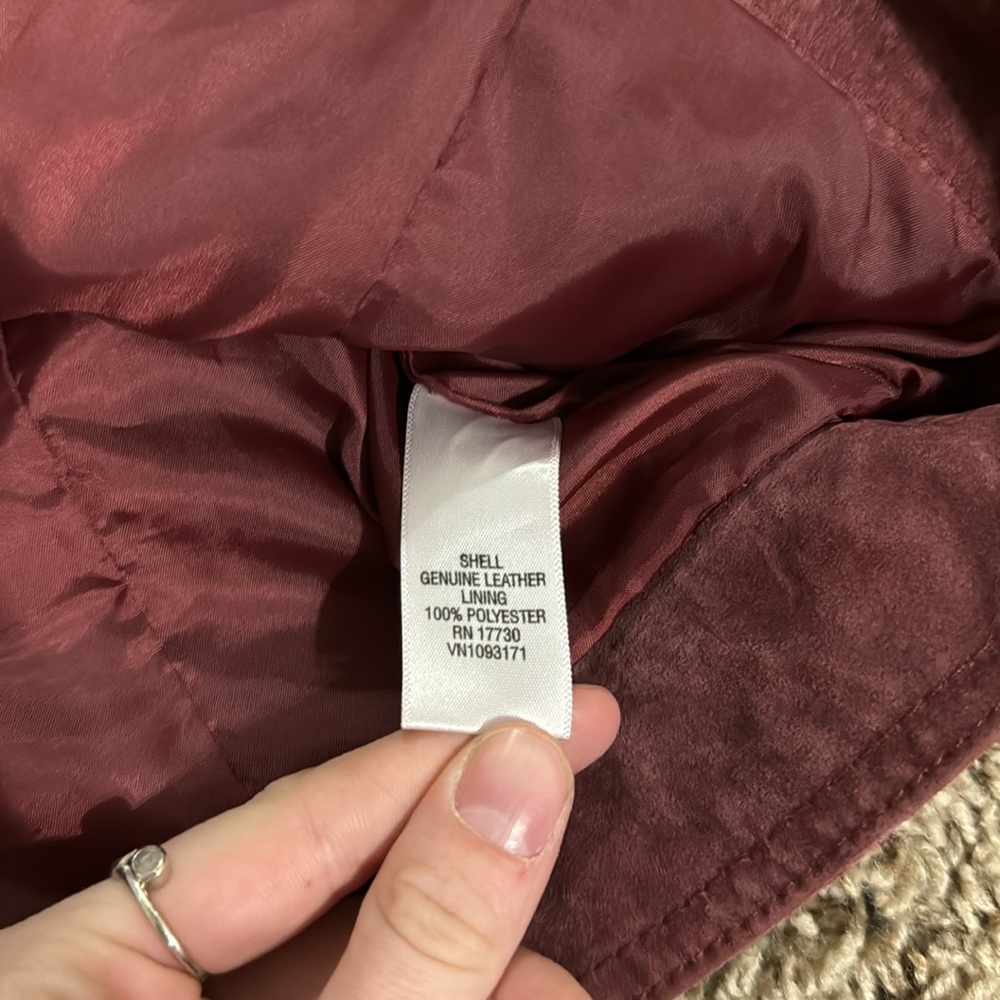 SHELL
GENUINE LEATHER
LINING
100% POLYESTER
RN 17730
VN1093171